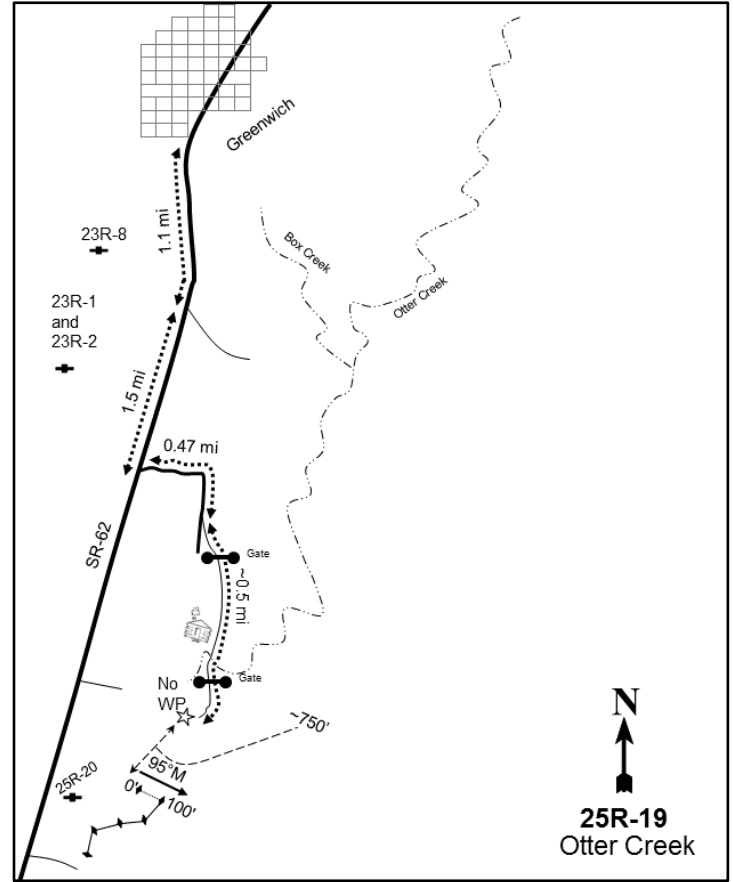 Greenwich
1.1 mi
23R-8
Box Creek
Otter Creek
23R-1
and
23R-2
1.5 mi
0.47 mi
SR-62
Gate
~0.5 mi
Gate
No
WP
~750'
95°M
0'
100'
25R-20
N
25R-19
Otter Creek